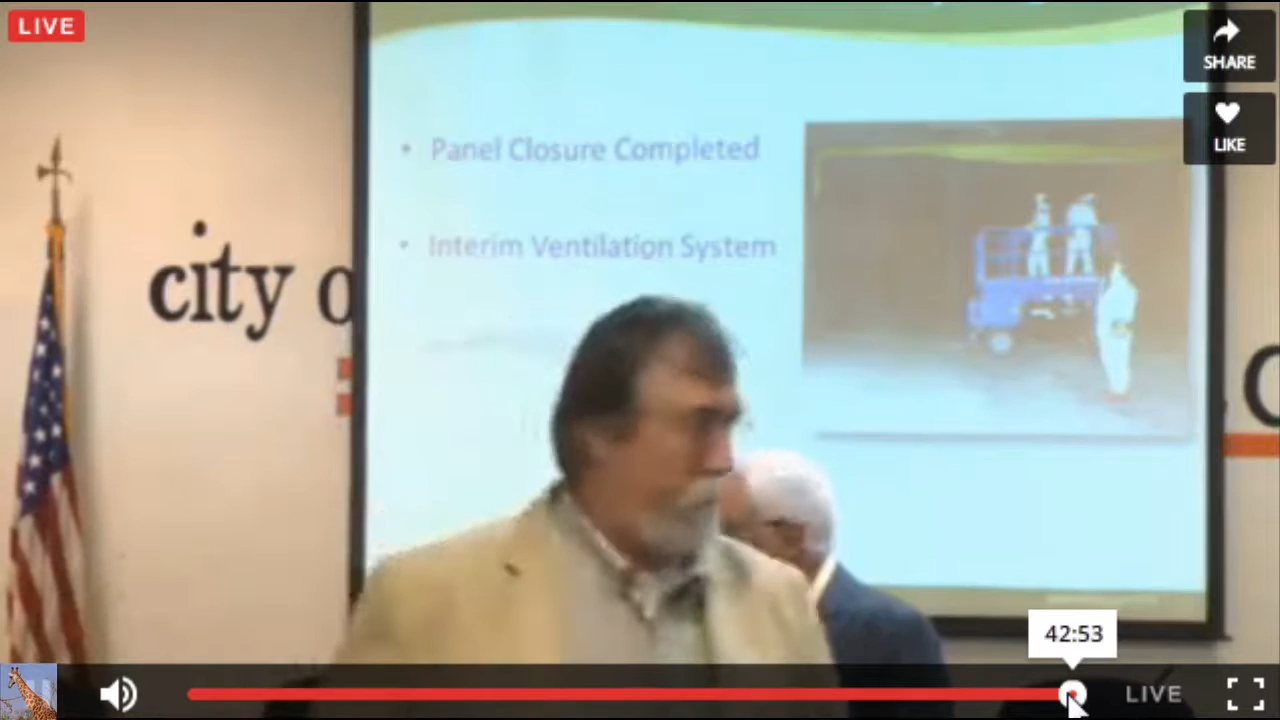 LIVE
SHARE
LIKE
• Panel Closure Completed
• Interim Ventilation System
city o
42:53
LIVE